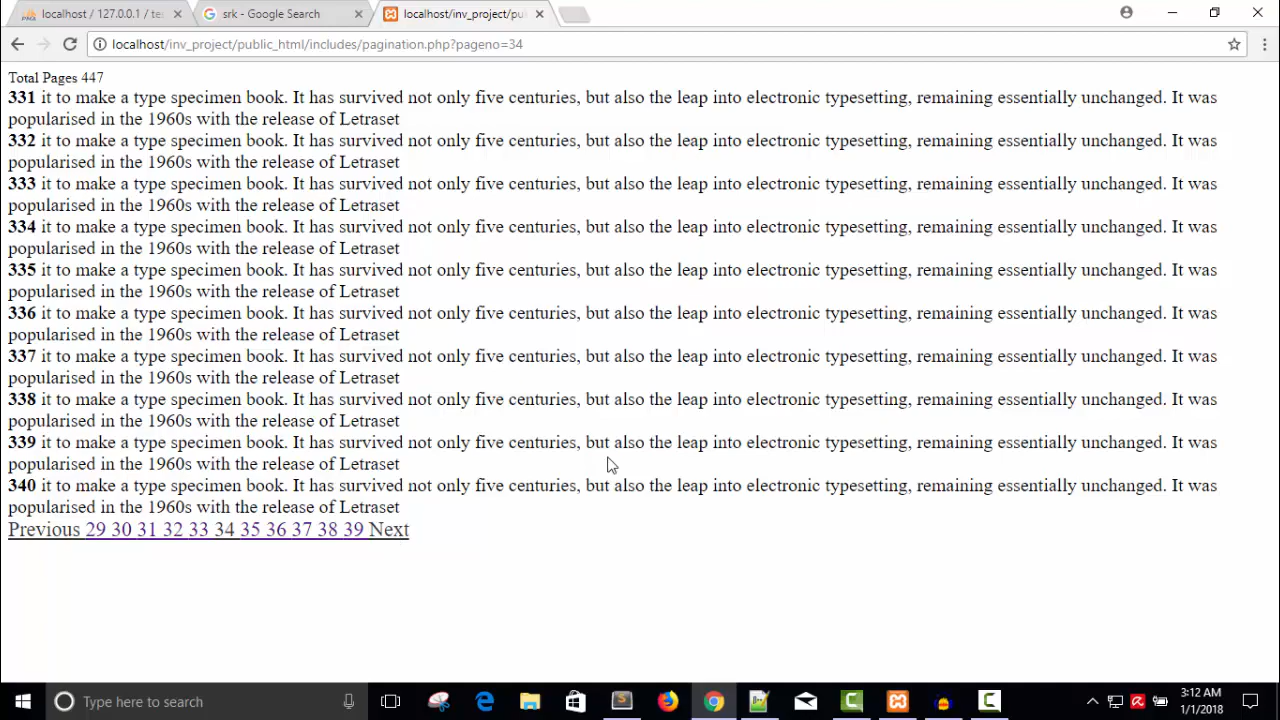 localhost / 127.0.0.1 / te
srk - Google Search
localhost/inv_project/pu
localhost/inv_project/public_html/includes/pagination.php?pageno=34
Total Pages 447
331 it to make a type specimen book. It has survived not only five centuries, but also the leap into electronic typesetting, remaining essentially unchanged. It was
popularised in the 1960s with the release of Letraset
332 it to make a type specimen book. It has survived not only five centuries, but also the leap into electronic typesetting, remaining essentially unchanged. It was
popularised in the 1960s with the release of Letraset
333 it to make a type specimen book. It has survived not only five centuries, but also the leap into electronic typesetting, remaining essentially unchanged. It was
popularised in the 1960s with the release of Letraset
334 it to make a type specimen book. It has survived not only five centuries, but also the leap into electronic typesetting, remaining essentially unchanged. It was
popularised in the 1960s with the release of Letraset
335 it to make a type specimen book. It has survived not only five centuries, but also the leap into electronic typesetting, remaining essentially unchanged. It was
popularised in the 1960s with the release of Letraset
336 it to make a type specimen book. It has survived not only five centuries, but also the leap into electronic typesetting, remaining essentially unchanged. It was
popularised in the 1960s with the release of Letraset
337 it to make a type specimen book. It has survived not only five centuries, but also the leap into electronic typesetting, remaining essentially unchanged. It was
popularised in the 1960s with the release of Letraset
338 it to make a type specimen book. It has survived not only five centuries, but also the leap into electronic typesetting, remaining essentially unchanged. It was
popularised in the 1960s with the release of Letraset
339 it to make a type specimen book. It has survived not only five centuries, but also the leap into electronic typesetting, remaining essentially unchanged. It was
popularised in the 1960s with the release of Letraset
340 it to make a type specimen book. It has survived not only five centuries, but also the leap into electronic typesetting, remaining essentially unchanged. It was
popularised in the 1960s with the release of Letraset
Previous 29 30 31 32 33 34 35 36 37 38 39 Next
Type here to search
3:12 AM
1/1/2018